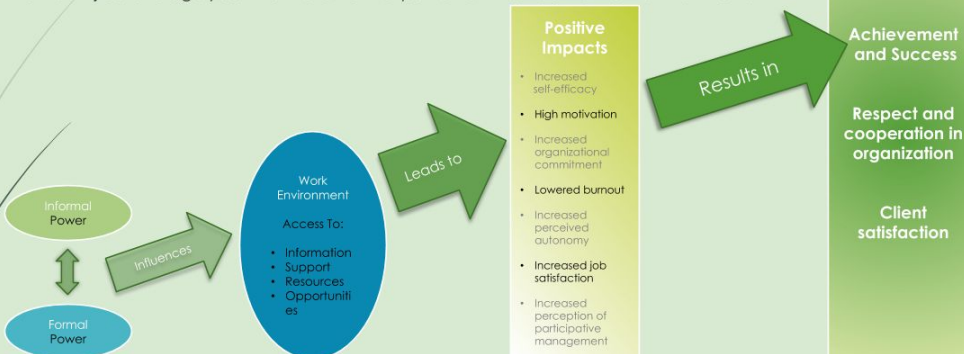 Informal
Power
Formal
Power
Influences
Work
Environment
Access To:
• Information
• Support
• Resources
• Opportuniti
es
Leads to
Positive
Impacts
• Increased
self-efficacy
• High motivation
• Increased
organizational
commitment
• Lowered burnout
• Increased
perceived
autonomy
• Increased job
satisfaction
• Increased
perception of
participative
management
Results in
Achievement
and Success
Respect and
cooperation in
organization
Client
satisfaction